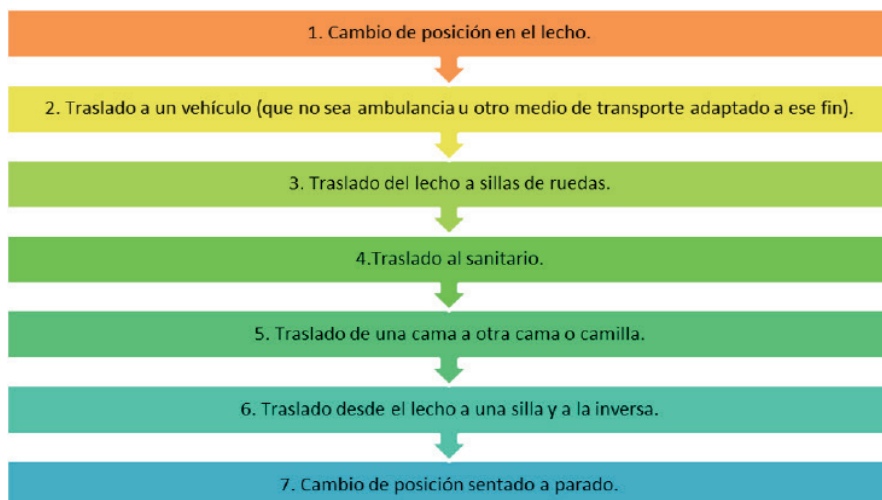 1. Cambio de posición en el lecho.
2. Traslado a un vehículo (que no sea ambulancia u otro medio de transporte adaptado a ese fin).
3. Traslado del lecho a sillas de ruedas.
4.Traslado al sanitario.
5. Traslado de una cama a otra cama o camilla.
6. Traslado desde el lecho a una silla y a la inversa.
7. Cambio de posición sentado a parado.